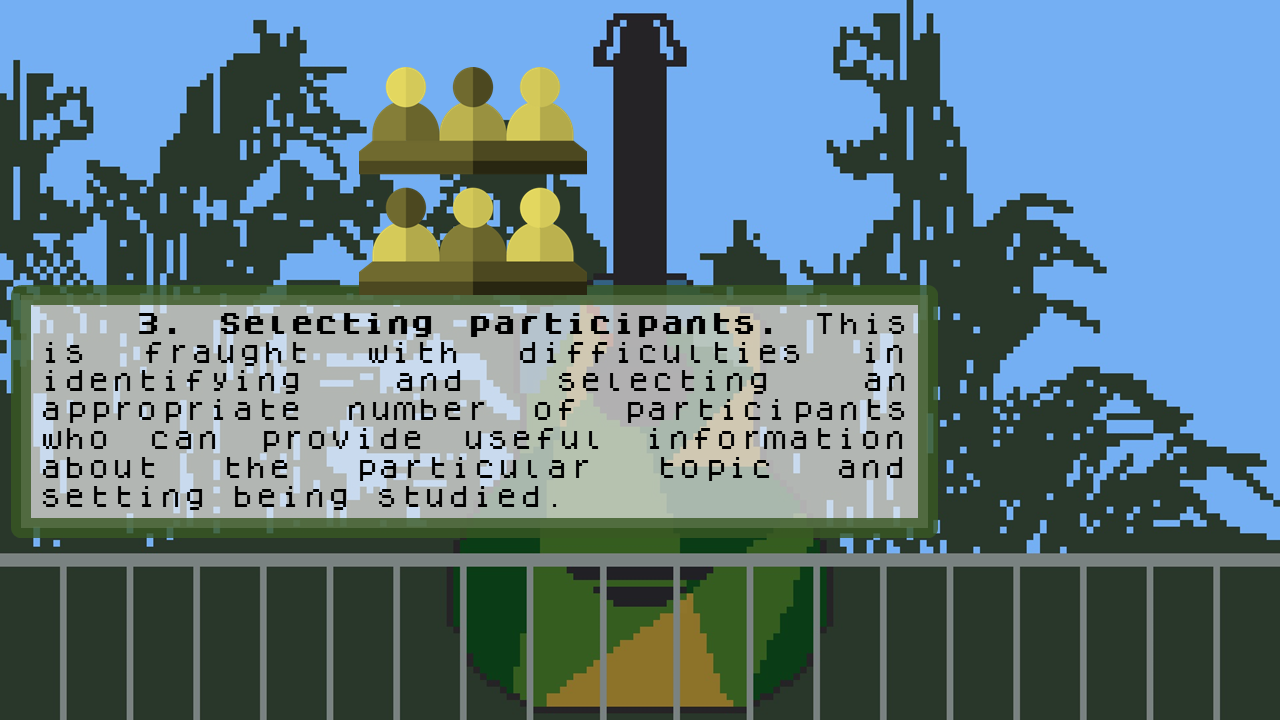 3. Selecting participants. This
is fraught with difficulties in
identifying and selecting an
appropriate number of participants
who can provide useful information
about the particular topic and
setting being studied.